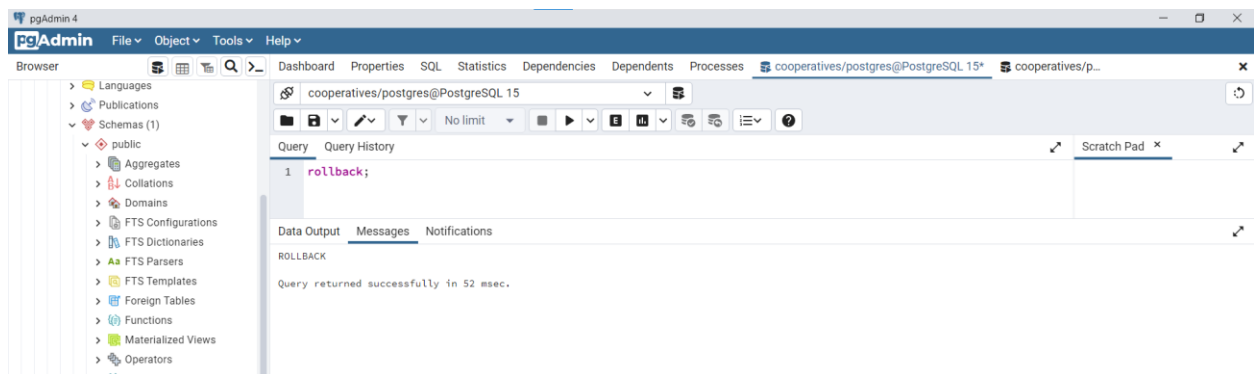 pgAdmin 4
pgAdmin File Object Tools Help
Browser
Dashboard Properties SQL Statistics Dependencies Dependents Processes cooperatives/postgres@PostgreSQL 15* cooperatives/p...
Languages
Publications
Schemas (1)
public
Aggregates
Collations
Domains
FTS Configurations
FTS Dictionaries
Aa FTS Parsers
FTS Templates
Foreign Tables
Functions
Materialized Views
Operators
cooperatives/postgres@PostgreSQL 15
No limit
E
Query Query History
Scratch Pad
1 rollback;
Data Output Messages Notifications
ROLLBACK
Query returned successfully in 52 msec.